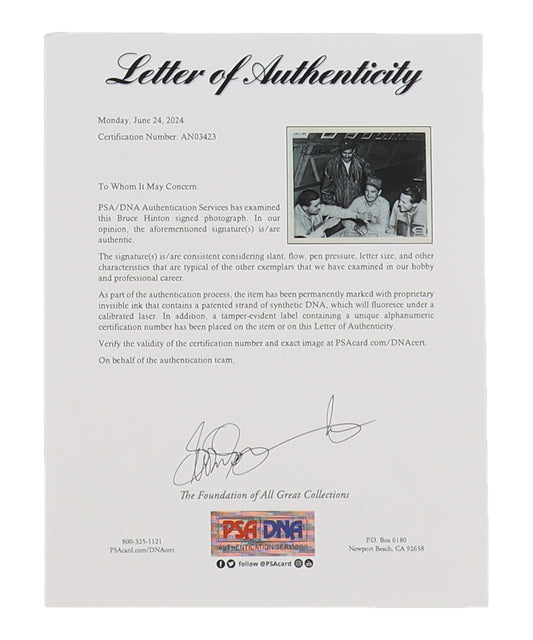 Letter of Authenticity
Monday, June 24, 2024
Certification Number: AN03423
To Whom It May Concern:
PSA/DNA Authentication Services has examined
this Bruce Hinton signed photograph. In our
opinion, the aforementioned signature(s) is/are
authentic.
The signature(s) is/are consistent considering slant, flow, pen pressure, letter size, and other
characteristics that are typical of the other exemplars that we have examined in our hobby
and professional career.
As part of the authentication process, the item has been permanently marked with proprietary
invisible ink that contains a patented strand of synthetic DNA, which will fluoresce under a
calibrated laser. In addition, a tamper-evident label containing a unique alphanumeric
certification number has been placed on the item or on this Letter of Authenticity.
Verify the validity of the certification number and exact image at PSAcard.com/DNAcert.
On behalf of the authentication team,
The Foundation of All Great Collections
PSA DNA
AUTHENTICATION SERVICES
800-325-1121
PSAcard.com/DNAcert
P.O. Box 6180
Newport Beach, CA 92658
follow @PSAcard